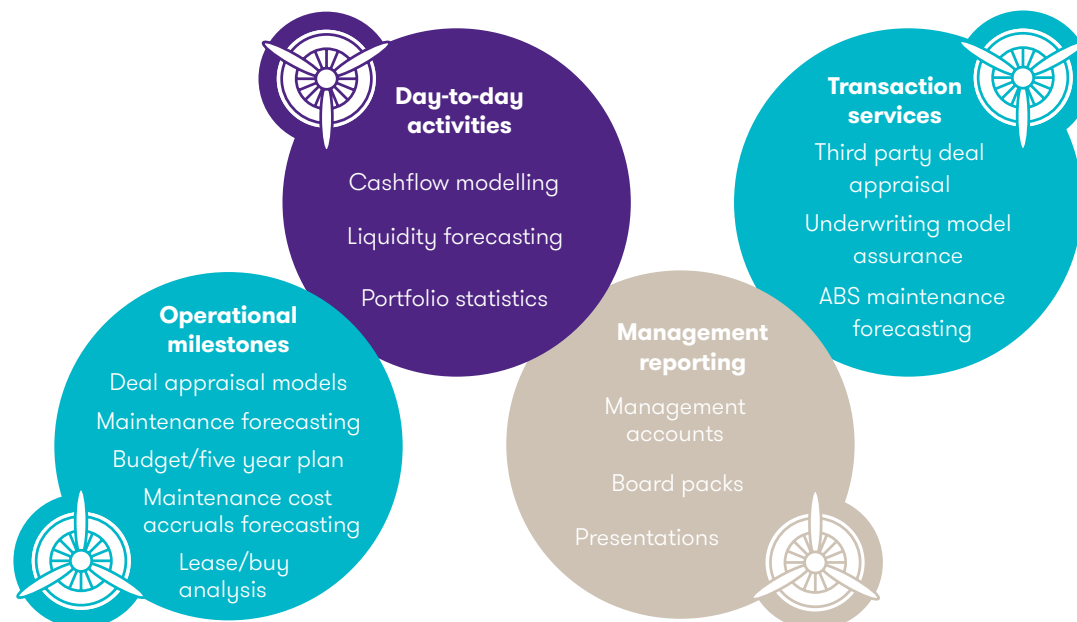 Day-to-day
activities
Cashflow modelling
Liquidity forecasting
Portfolio statistics
Transaction
services
Third party deal
appraisal
Underwriting model
assurance
ABS maintenance
forecasting
Operational
milestones
Deal appraisal models
Maintenance forecasting
Budget/five year plan
Maintenance cost
accruals forecasting
Lease/buy
analysis
Management
reporting
Management
accounts
Board packs
Presentations